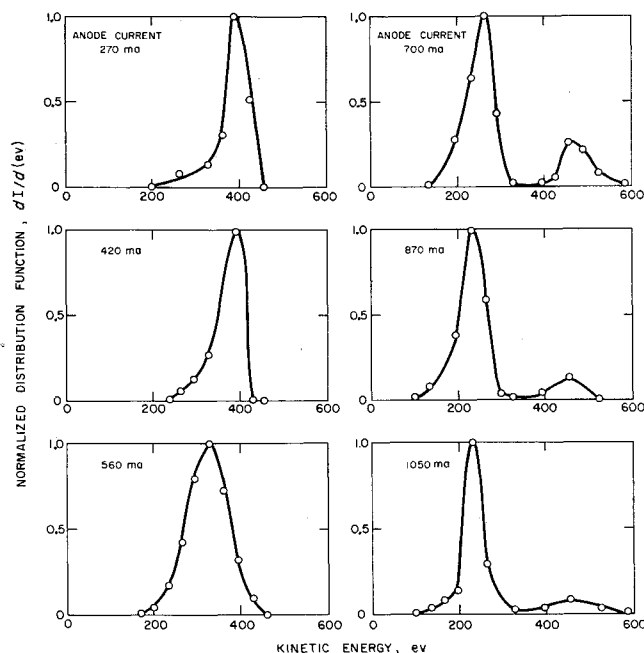 NORMALIZED DISTRIBUTION FUNCTION, dI/d(ev)
ANODE CURRENT
270 ma
1.0
0.5
0
0 200 400 600
ANODE CURRENT
700 ma
1.0
0.5
0
0 200 400 600
420 ma
1.0
0.5
0
0 200 400 600
870 ma
1.0
0.5
0
0 200 400 600
560 ma
1.0
0.5
0
0 200 400 600
1050 ma
1.0
0.5
0
0 200 400 600
KINETIC ENERGY, ev